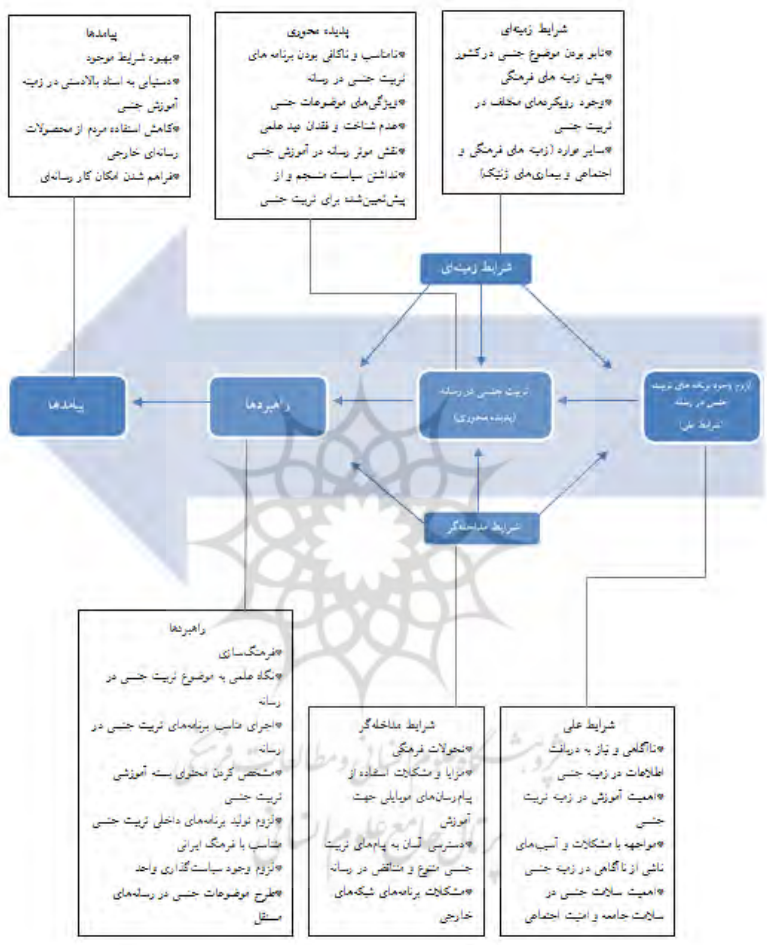 شرایط زمینه‌ای
*تابو بودن موضوع جنسی در کشور
*پیش زمینه های فرهنگی
*وجود رویکردهای مختلف در
تربیت جنسی
*سایر موارد (زمینه های فرهنگی و
اجتماعی و بیماری‌های ژنتیک)
پدیده محوری
*نامناسب و ناکافی بودن برنامه های
تربیت جنسی در رسانه
*ویژگی‌های موضوعات جنسی
*عدم شناخت و فقدان دید علمی
*نقش موثر رسانه در آموزش جنسی
*نداشتن سیاست منسجم و از
پیش‌تعیین‌شده برای تربیت جنسی
پیامدها
*بهبود شرایط موجود
*دستیابی به اسناد بالادستی در زمینه
آموزش جنسی
*کاهش استفاده مردم از محصولات
رسانه‌ای خارجی
*فراهم شدن امکان کار رسانه‌ای
شرایط زمینه‌ای
لزوم وجود برنامه های تربیت
جنسی در رسانه
(شرایط علی)
تربیت جنسی در رسانه
(پدیده محوری)
راهبردها
پیامدها
شرایط مداخله‌گر
شرایط علی
*ناآگاهی و نیاز به دریافت
اطلاعات در زمینه جنسی
*اهمیت آموزش در زمینه تربیت
جنسی
*مواجهه با مشکلات و آسیب‌های
ناشی از ناآگاهی در زمینه جنسی
*اهمیت سلامت جنسی در
سلامت جامعه و امنیت اجتماعی
شرایط مداخله‌گر
*تحولات فرهنگی
*مزایا و مشکلات استفاده از
پیام‌رسان‌های موبایلی جهت
آموزش
*دسترسی آسان به پیام‌های تربیت
جنسی متنوع و متناقض در رسانه
*مشکلات برنامه‌های شبکه‌های
خارجی
راهبردها
*فرهنگ‌سازی
*نگاه علمی به موضوع تربیت جنسی در
رسانه
*اجرای مناسب برنامه‌های تربیت جنسی در
رسانه
*مشخص کردن محتوای بسته آموزشی
تربیت جنسی
*لزوم تولید برنامه‌های داخلی تربیت جنسی
متناسب با فرهنگ ایرانی
*لزوم وجود سیاست‌گذاری واحد
*طرح موضوعات جنسی در رسانه‌های
مستقل
پژوهشگاه علوم انسانی و مطالعات فرهنگی
پرتال جامع علوم انسانی